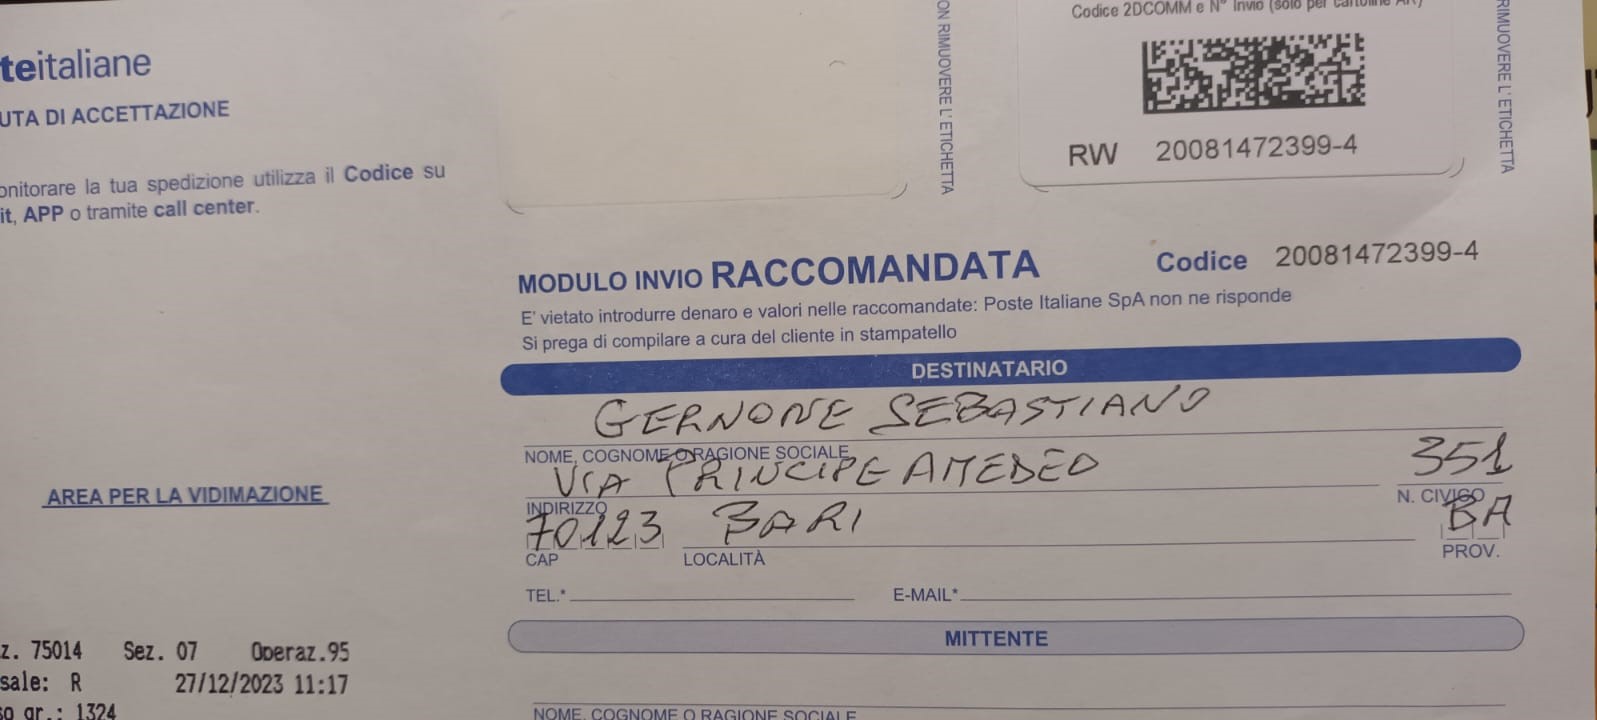 teitaliane
UTA DI ACCETTAZIONE
onitorare la tua spedizione utilizza il Codice su
it, APP o tramite call center.
AREA PER LA VIDIMAZIONE
z. 75014 Sez. 07 Operaz.95
sale: R 27/12/2023 11:17
so gr.: 1324
ON RIMUOVERE L'ETICHETTA
Codice 2DCOMM e N° Invio (solo per cartoline AR)
RW 20081472399-4
RIMUOVERE L'ETICHETTA
MODULO INVIO RACCOMANDATA Codice 20081472399-4
E' vietato introdurre denaro e valori nelle raccomandate: Poste Italiane SpA non ne risponde
Si prega di compilare a cura del cliente in stampatello
DESTINATARIO
GERNONE SEBASTIANO
NOME, COGNOME O RAGIONE SOCIALE
VIA PRINCIPE AMEDEO 351
INDIRIZZO N. CIVICO
70123 BARI BA
CAP LOCALITÀ PROV.
TEL.* E-MAIL*
MITTENTE
NOME, COGNOME O RAGIONE SOCIALE